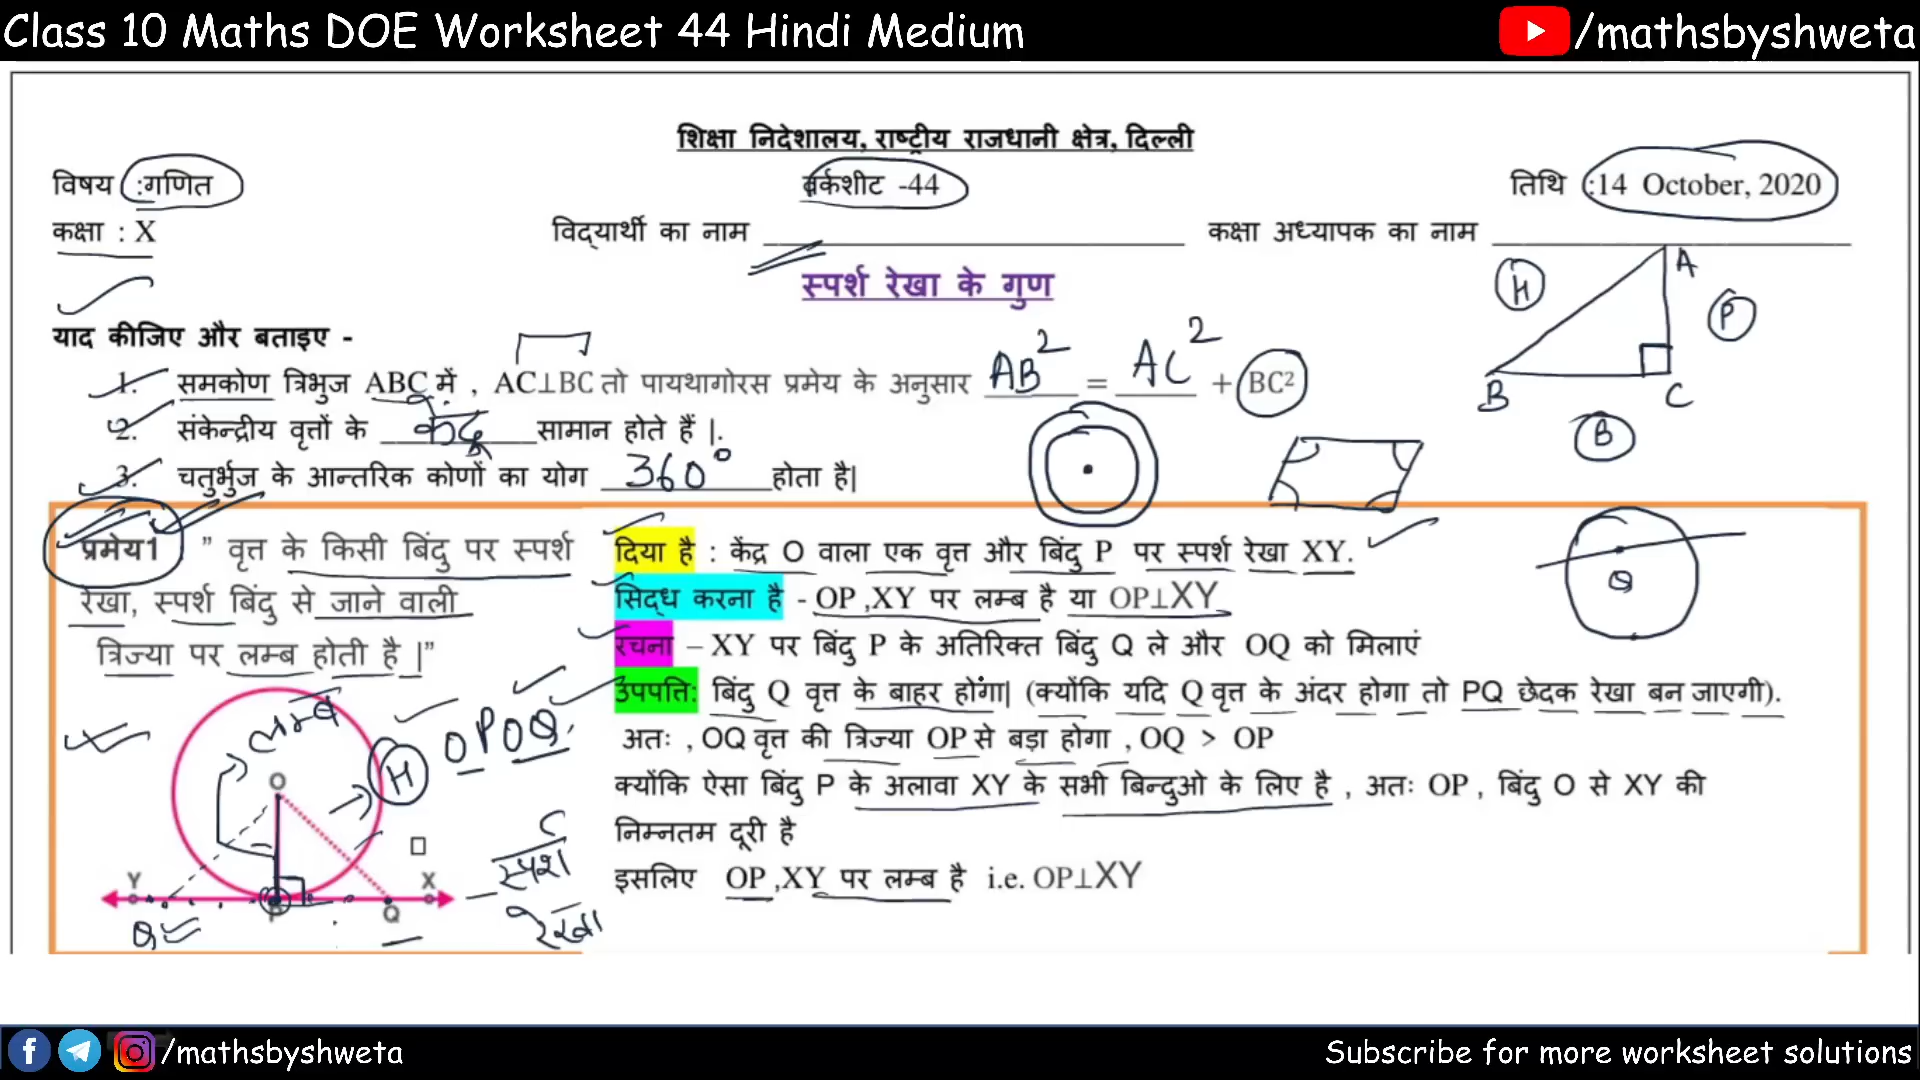 Class 10 Maths DOE Worksheet 44 Hindi Medium
/mathsbyshweta
शिक्षा निदेशालय, राष्ट्रीय राजधानी क्षेत्र, दिल्ली
विषय :गणित वर्कशीट -44 तिथि :14 October, 2020
कक्षा : X विद्यार्थी का नाम ____ कक्षा अध्यापक का नाम ____
स्पर्श रेखा के गुण
याद कीजिए और बताइए -
1. समकोण त्रिभुज ABC में , AC⊥BC तो पायथागोरस प्रमेय के अनुसार AB² = AC² + BC²
2. संकेन्द्रीय वृत्तों के केंद्र सामान होते हैं |.
3. चतुर्भुज के आन्तरिक कोणों का योग 360° होता है|
H
A
P
B
C
B
प्रमेय1 " वृत्त के किसी बिंदु पर स्पर्श
रेखा, स्पर्श बिंदु से जाने वाली
त्रिज्या पर लम्ब होती है |"
दिया है : केंद्र O वाला एक वृत्त और बिंदु P पर स्पर्श रेखा XY.
सिद्ध करना है - OP ,XY पर लम्ब है या OP⊥XY
रचना – XY पर बिंदु P के अतिरिक्त बिंदु Q ले और OQ को मिलाएं
उपपत्ति: बिंदु Q वृत्त के बाहर होगा| (क्योंकि यदि Q वृत्त के अंदर होगा तो PQ छेदक रेखा बन जाएगी).
अतः , OQ वृत्त की त्रिज्या OP से बड़ा होगा , OQ > OP
क्योंकि ऐसा बिंदु P के अलावा XY के सभी बिन्दुओ के लिए है , अतः OP , बिंदु O से XY की
निम्नतम दूरी है
इसलिए OP ,XY पर लम्ब है i.e. OP⊥XY
Q
लम्ब
OPOQ
H
O
स्पर्श
रेखा
Y
X
P
Q
Q
/mathsbyshweta
Subscribe for more worksheet solutions